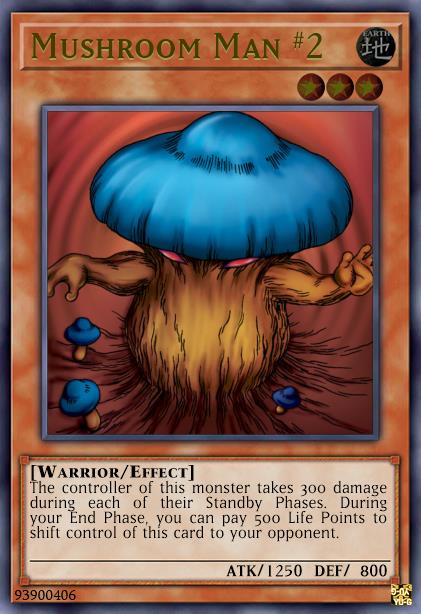 MUSHROOM MAN #2
EARTH
地
[WARRIOR/EFFECT]
The controller of this monster takes 300 damage
during each of their Standby Phases. During
your End Phase, you can pay 500 Life Points to
shift control of this card to your opponent.
ATK/1250 DEF/ 800
93900406